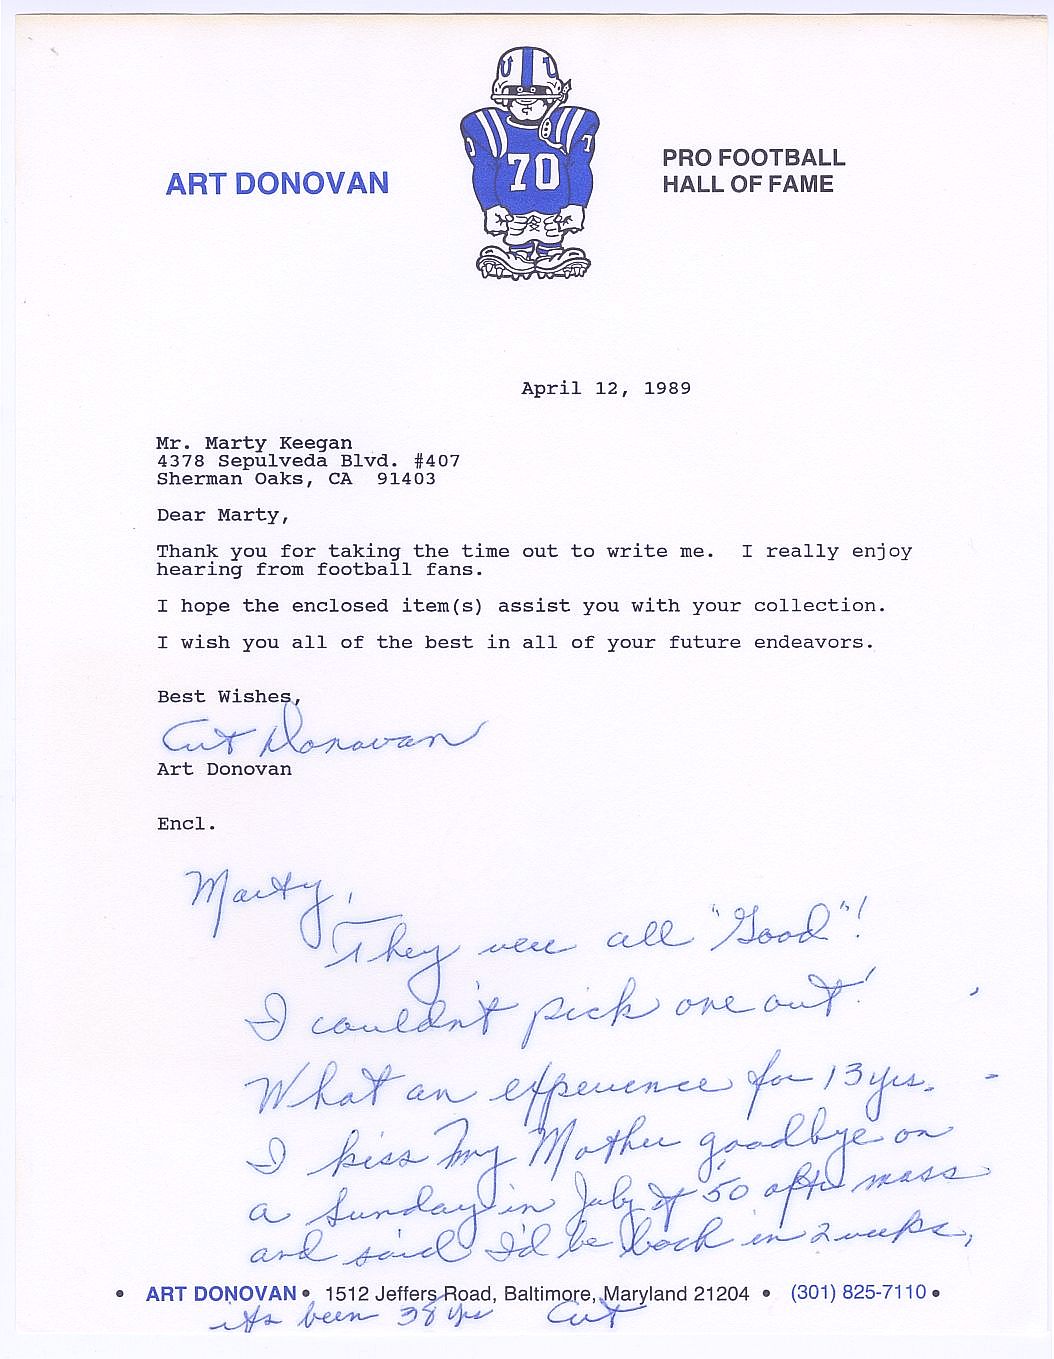 ART DONOVAN
70
PRO FOOTBALL
HALL OF FAME
April 12, 1989
Mr. Marty Keegan
4378 Sepulveda Blvd. #407
Sherman Oaks, CA 91403
Dear Marty,
Thank you for taking the time out to write me. I really enjoy
hearing from football fans.
I hope the enclosed item(s) assist you with your collection.
I wish you all of the best in all of your future endeavors.
Best Wishes,
Art Donovan
Art Donovan
Encl.
Marty,
They were all "Good"!
I couldn't pick one out!
What an experience for 13 yrs.
I kiss my Mother goodbye on
a Sunday in July of '50 after mass
and said I'd be back in 2 weeks,
• ART DONOVAN • 1512 Jeffers Road, Baltimore, Maryland 21204 • (301) 825-7110 •
its been 38 yrs Art